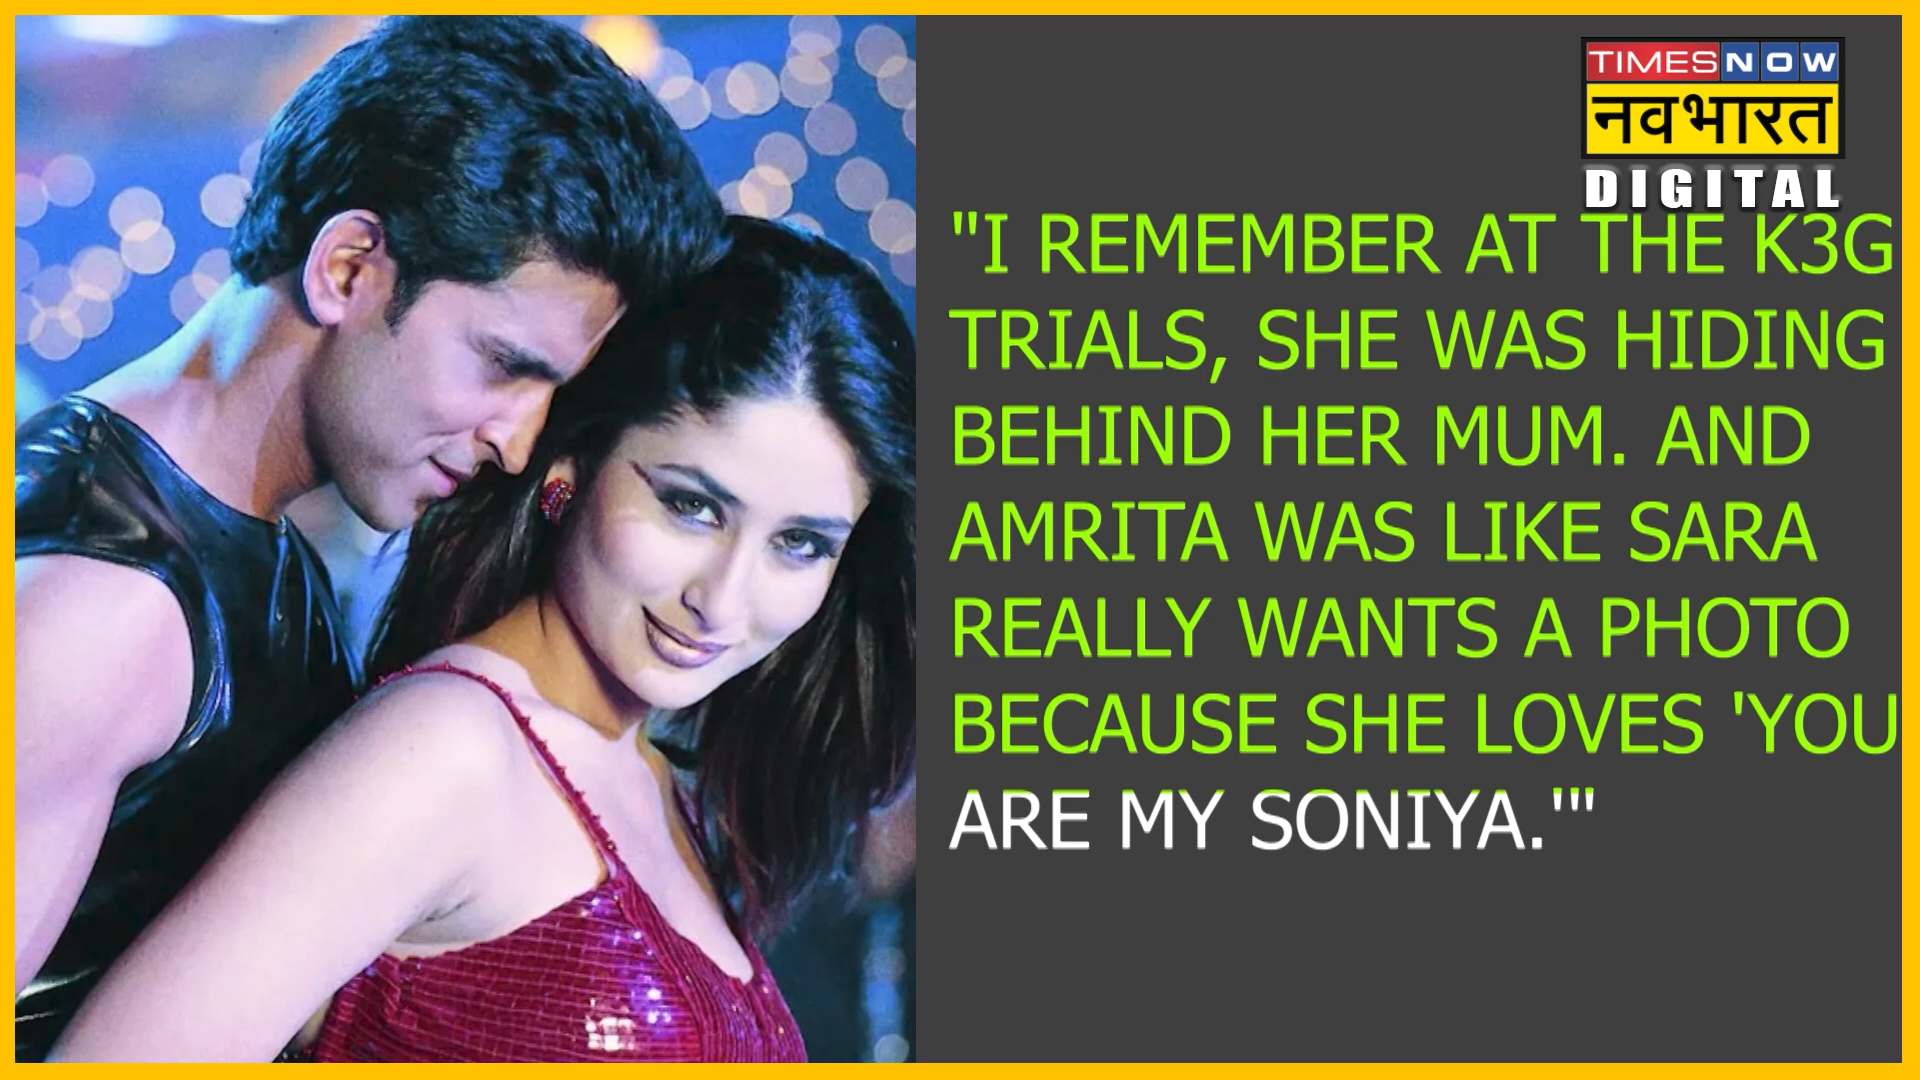 TIMES NOW
नवभारत
DIGITAL
"I REMEMBER AT THE K3G
TRIALS, SHE WAS HIDING
BEHIND HER MUM. AND
AMRITA WAS LIKE SARA
REALLY WANTS A PHOTO
BECAUSE SHE LOVES 'YOU
ARE MY SONIYA.'"